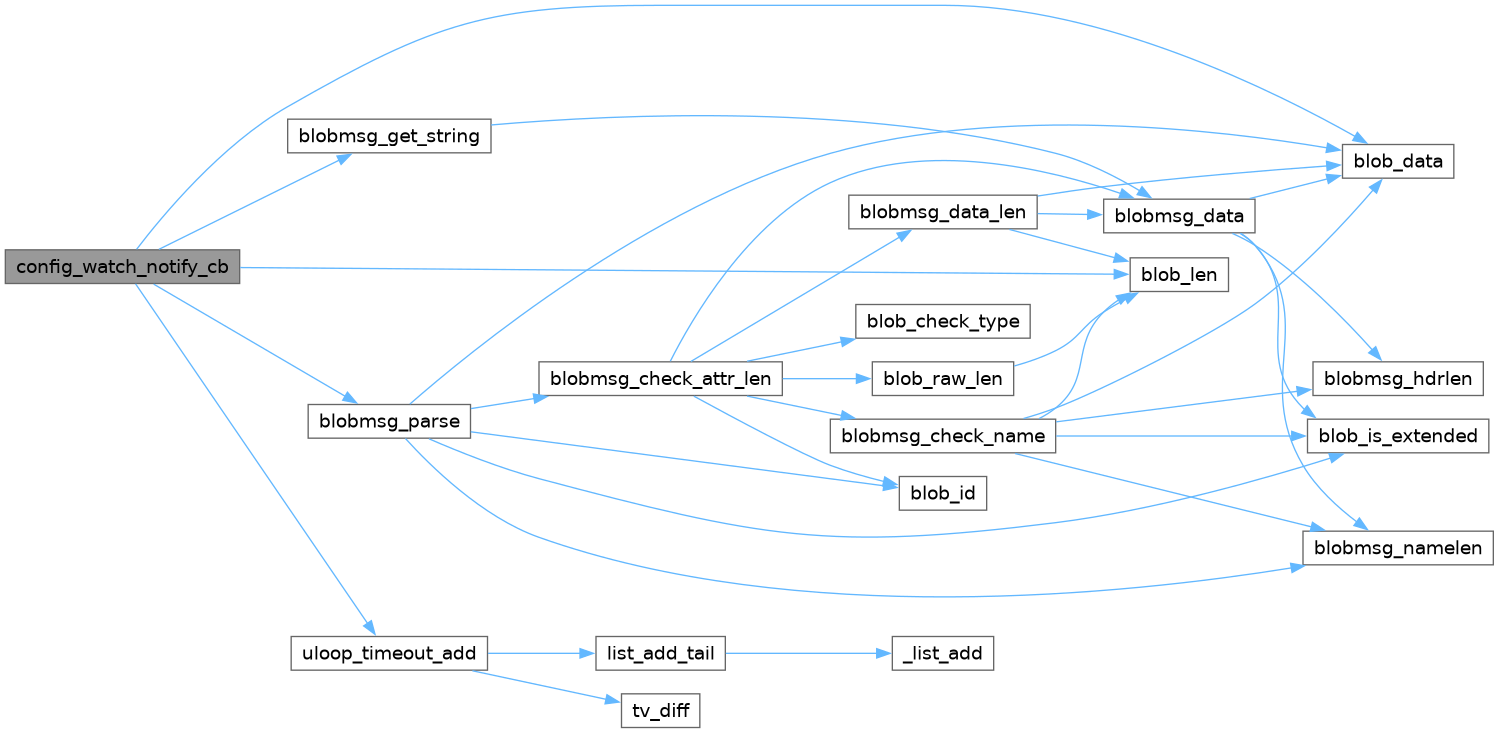 config_watch_notify_cb
blobmsg_get_string
blob_data
blobmsg_data_len
blobmsg_data
blob_len
blob_check_type
blobmsg_check_attr_len
blob_raw_len
blobmsg_hdrlen
blobmsg_parse
blobmsg_check_name
blob_is_extended
blob_id
blobmsg_namelen
uloop_timeout_add
list_add_tail
_list_add
tv_diff